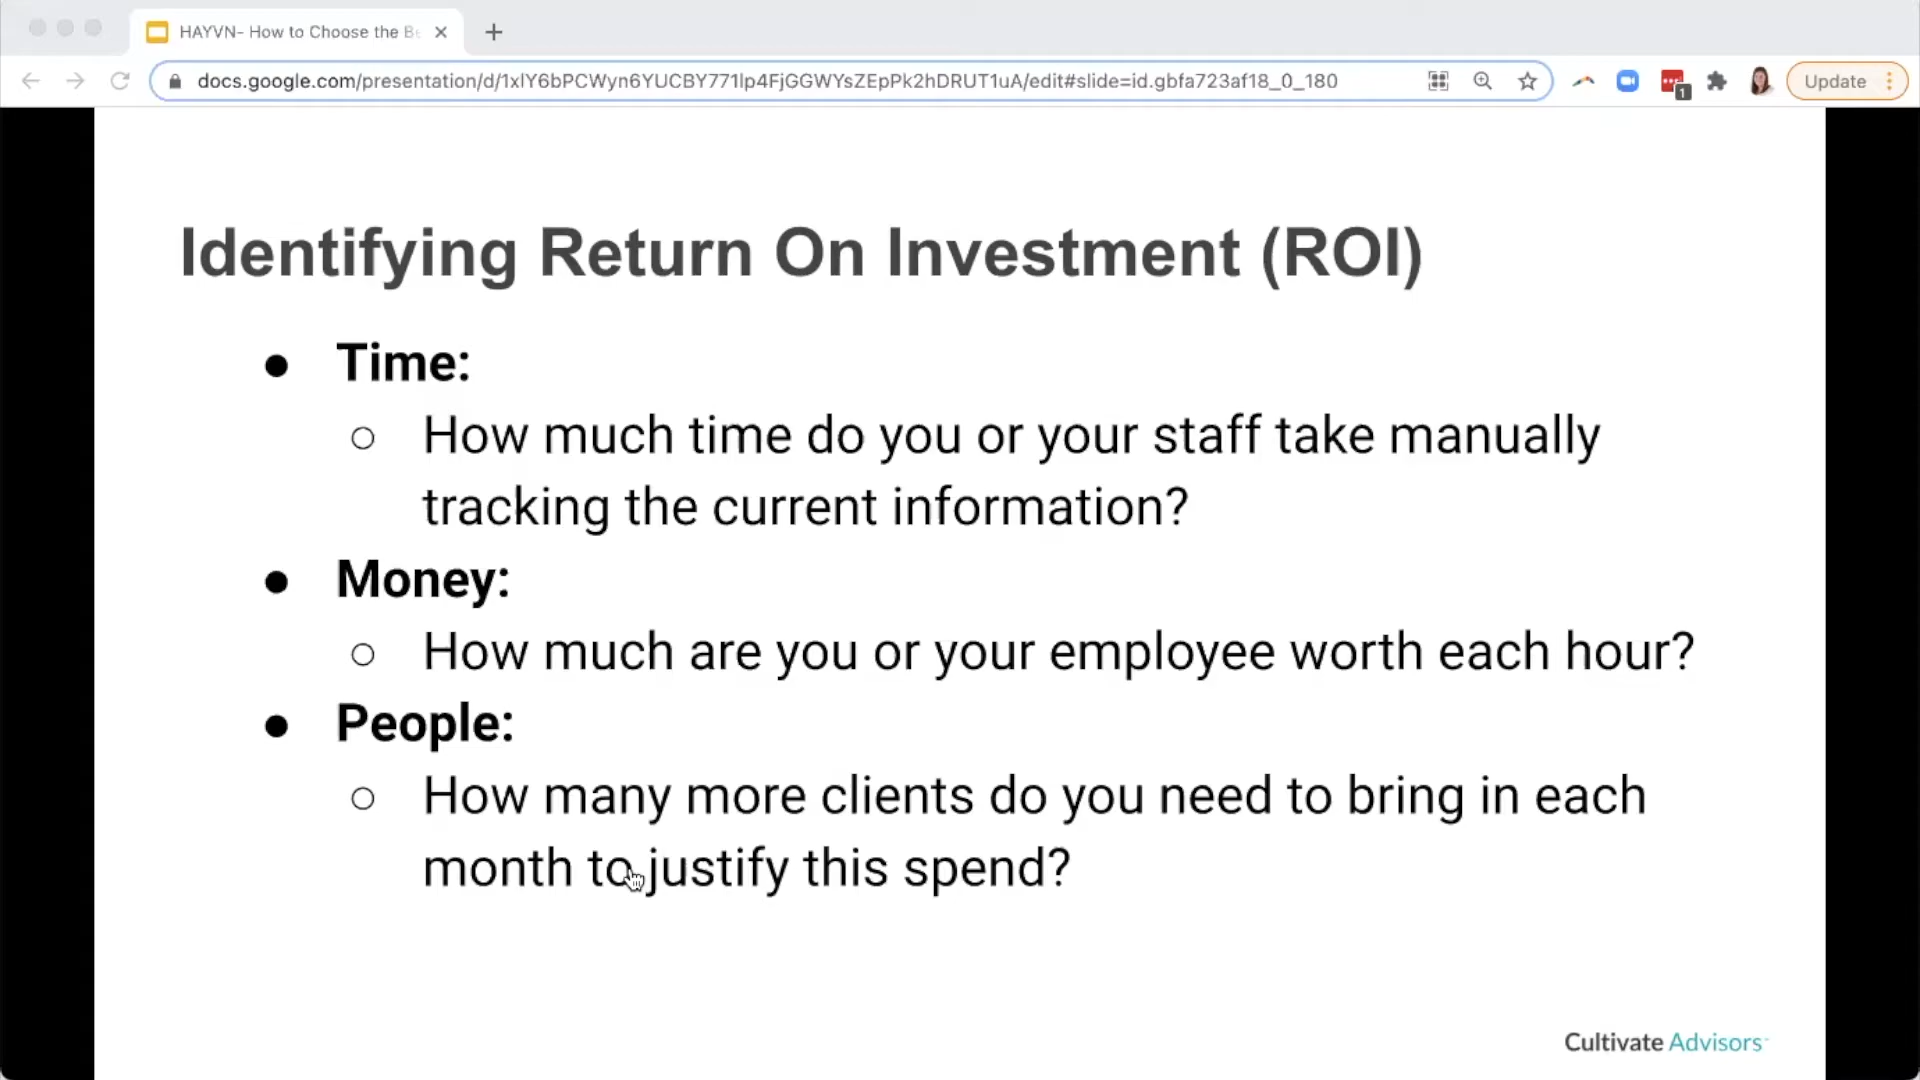 HAYVN- How to Choose the Be
docs.google.com/presentation/d/1xlY6bPCWyn6YUCBY771lp4FjGGWYsZEpPk2hDRUT1uA/edit#slide=id.gbfa723af18_0_180
1
Update
Identifying Return On Investment (ROI)
● Time:
○ How much time do you or your staff take manually
tracking the current information?
● Money:
○ How much are you or your employee worth each hour?
● People:
○ How many more clients do you need to bring in each
month to justify this spend?
Cultivate Advisors